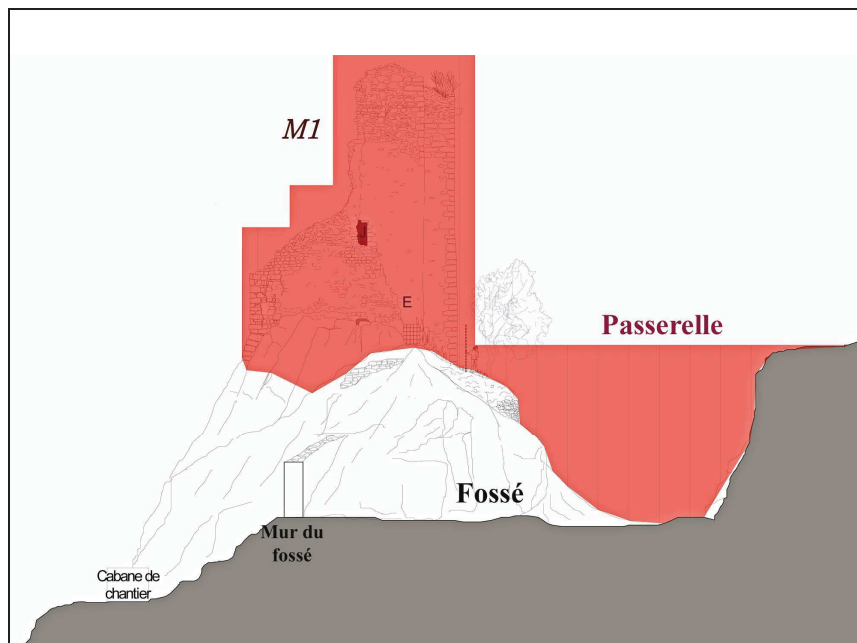 M1
E
Passerelle
Fossé
Mur du
fossé
Cabane de
chantier